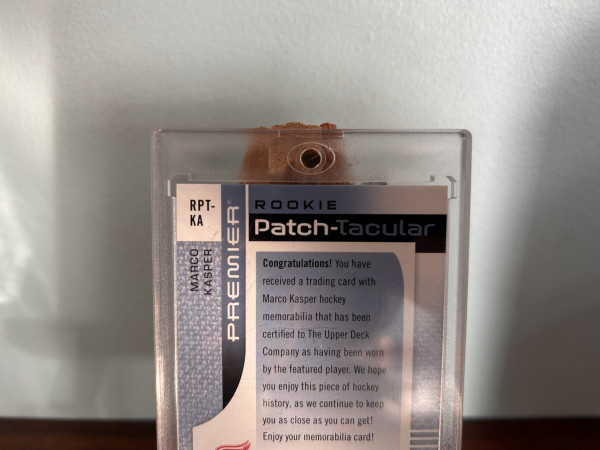 RPT-
KA
MARCO
KASPER
PREMIER®
ROOKIE
Patch-Tacular
Congratulations! You have
received a trading card with
Marco Kasper hockey
memorabilia that has been
certified to The Upper Deck
Company as having been worn
by the featured player. We hope
you enjoy this piece of hockey
history, as we continue to keep
you as close as you can get!
Enjoy your memorabilia card!